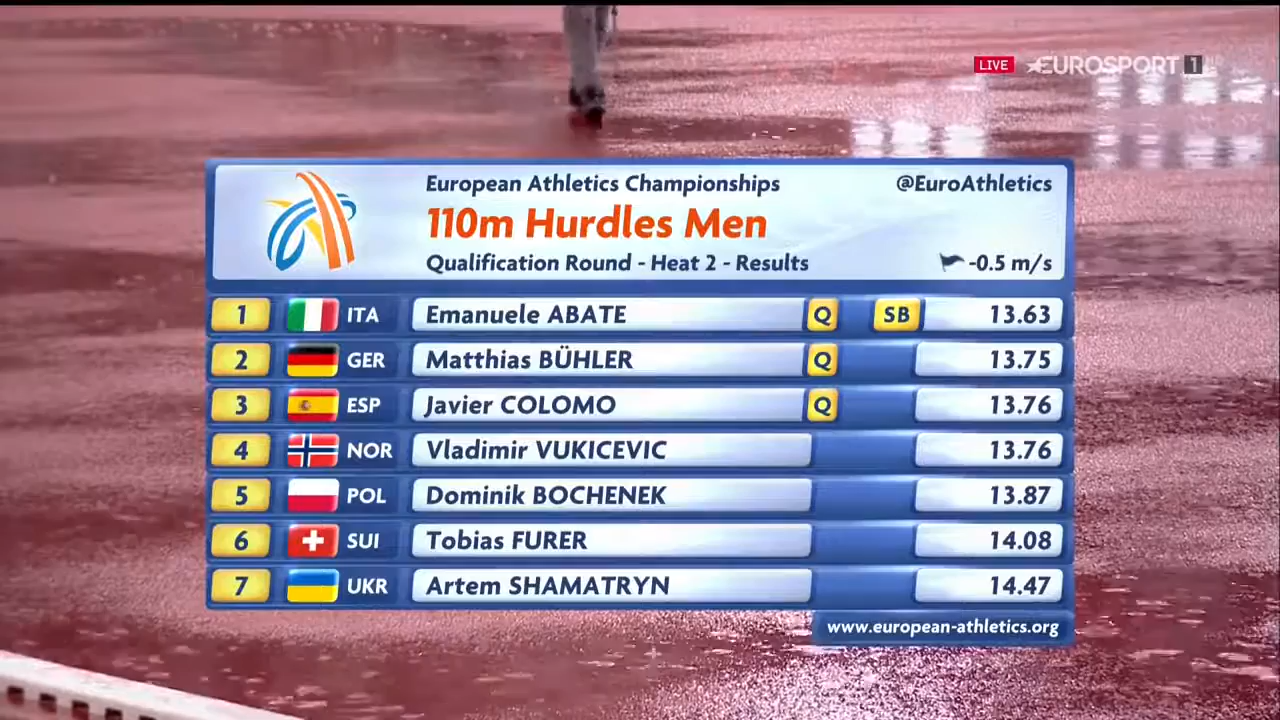 LIVE EUROSPORT 1
European Athletics Championships @EuroAthletics
110m Hurdles Men
Qualification Round - Heat 2 - Results -0.5 m/s
1 ITA Emanuele ABATE Q SB 13.63
2 GER Matthias BÜHLER Q 13.75
3 ESP Javier COLOMO Q 13.76
4 NOR Vladimir VUKICEVIC 13.76
5 POL Dominik BOCHENEK 13.87
6 SUI Tobias FURER 14.08
7 UKR Artem SHAMATRYN 14.47
www.european-athletics.org